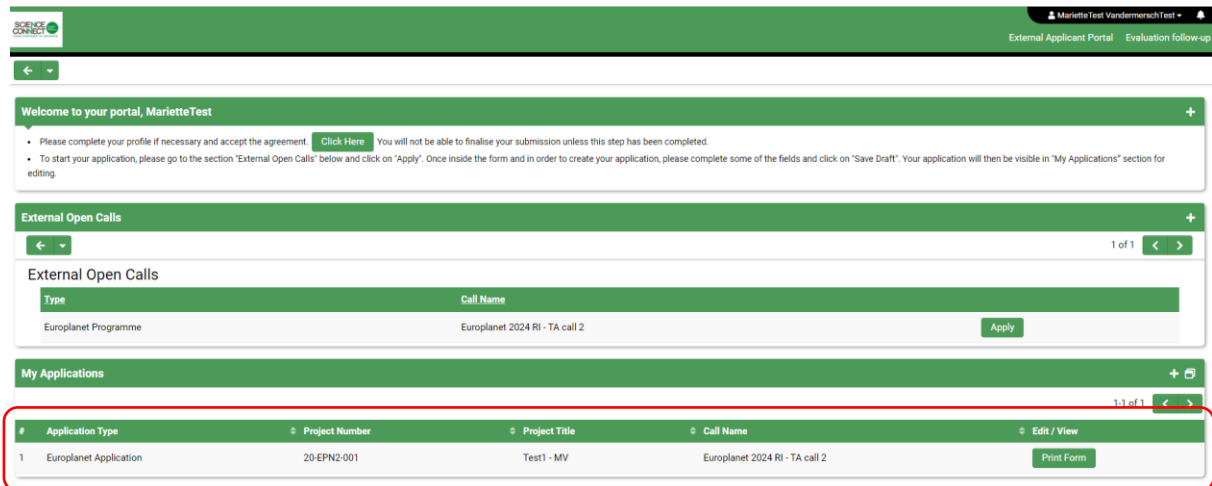 SCIENCE
CONNECT
MarietteTest VandermerschTest
External Applicant Portal Evaluation follow-up
Welcome to your portal, MarietteTest
• Please complete your profile if necessary and accept the agreement. Click Here You will not be able to finalise your submission unless this step has been completed.
• To start your application, please go to the section "External Open Calls" below and click on "Apply". Once inside the form and in order to create your application, please complete some of the fields and click on "Save Draft". Your application will then be visible in "My Applications" section for
editing.
External Open Calls
1 of 1
External Open Calls
Type Call Name
Europlanet Programme Europlanet 2024 RI - TA call 2 Apply
My Applications
1-1 of 1
# Application Type Project Number Project Title Call Name Edit / View
1 Europlanet Application 20-EPN2-001 Test1 - MV Europlanet 2024 RI - TA call 2 Print Form